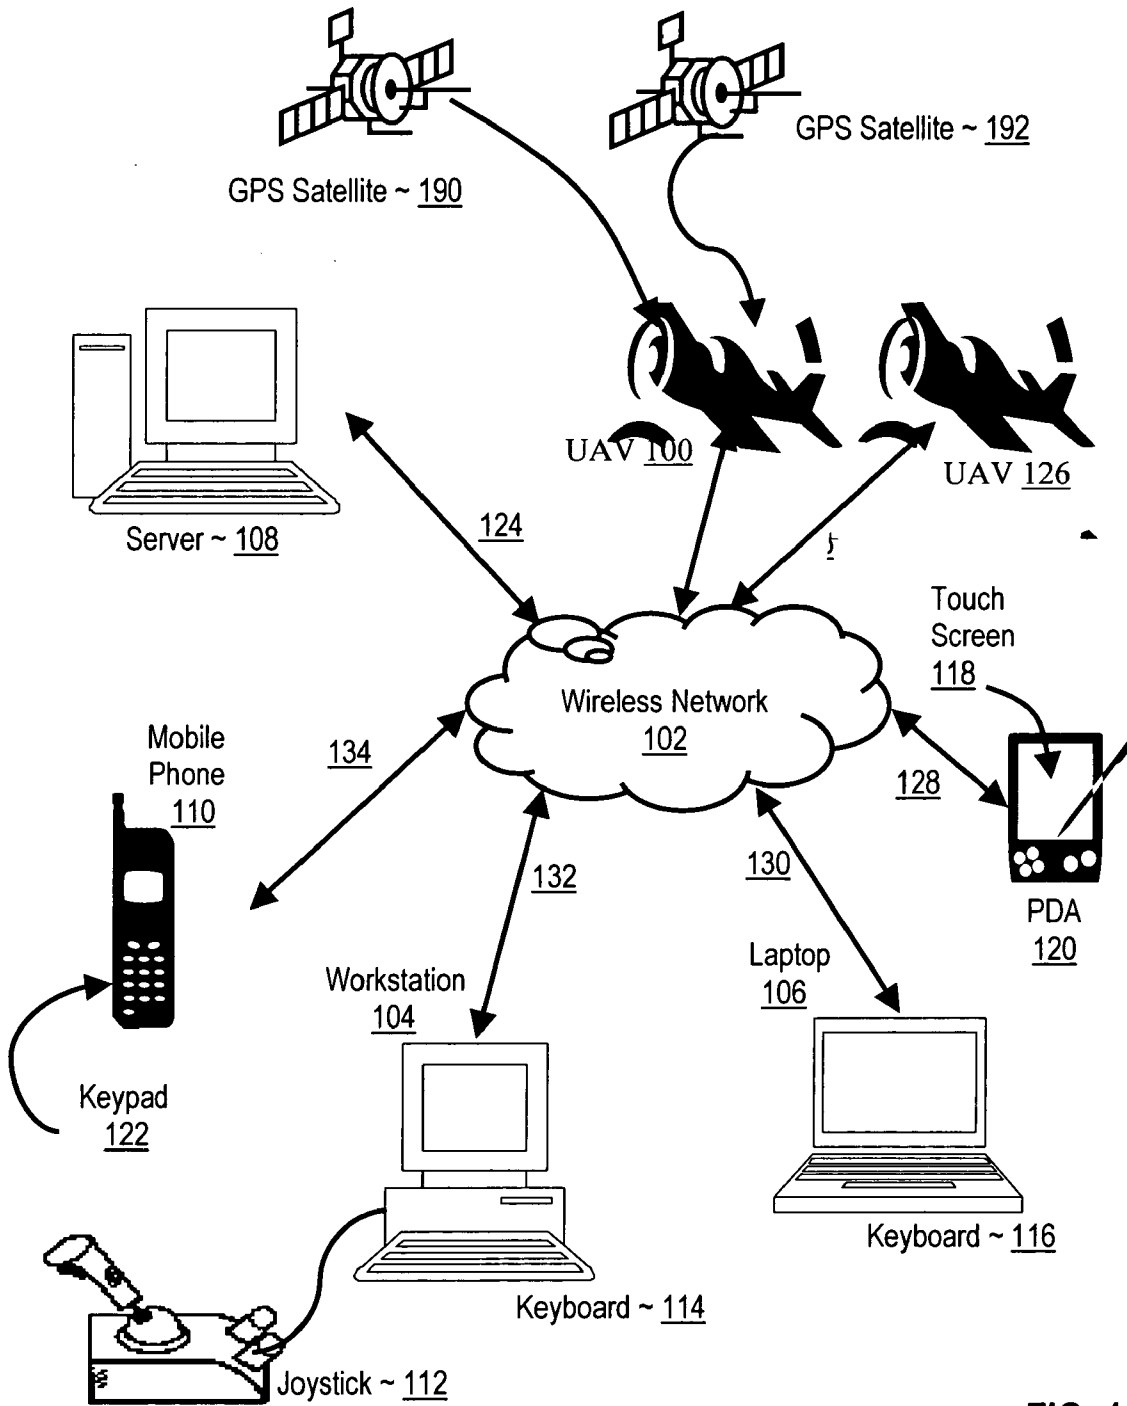 GPS Satellite ~ 192
GPS Satellite ~ 190
UAV 100
UAV 126
Server ~ 108
124
Touch
Screen
118
Wireless Network
102
Mobile
Phone
110
134
128
132
130
PDA
120
Laptop
106
Workstation
104
Keypad
122
Keyboard ~ 116
Keyboard ~ 114
Joystick ~ 112